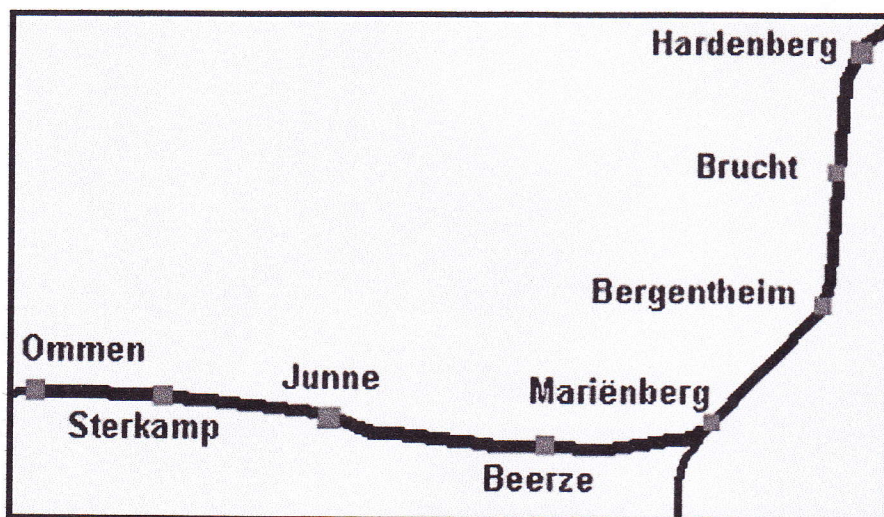 Hardenberg
Brucht
Bergentheim
Ommen
Junne
Mariënberg
Sterkamp
Beerze